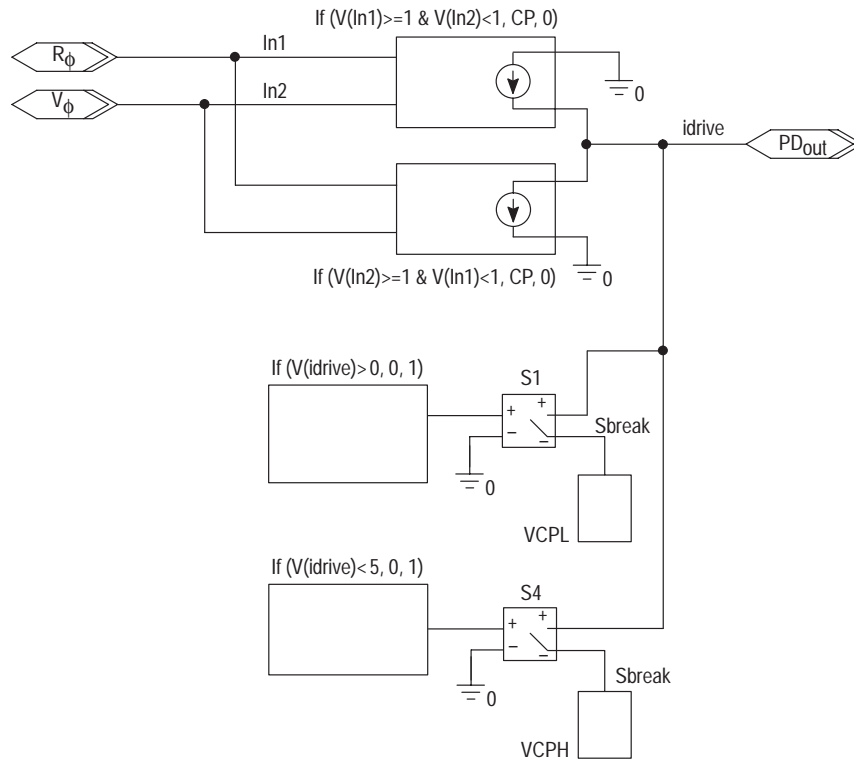 If (V(In1)>=1 & V(In2)<1, CP, 0)
Rϕ
In1
0
Vϕ
In2
idrive
PDout
0
If (V(In2)>=1 & V(In1)<1, CP, 0)
If (V(idrive)>0, 0, 1)
S1
+ +
Sbreak
– –
0
VCPL
If (V(idrive)<5, 0, 1)
S4
+ +
– –
Sbreak
0
VCPH